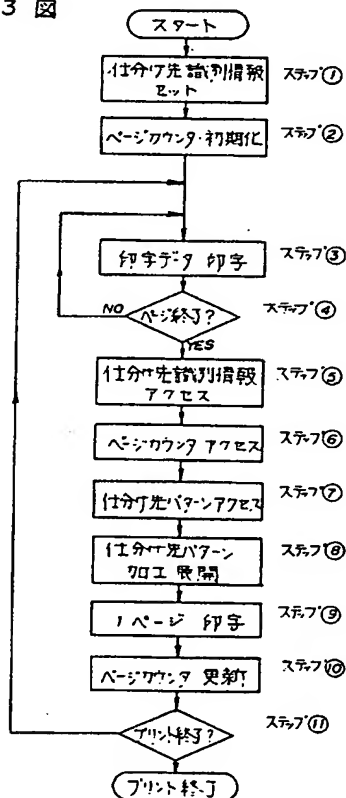 3 図
スタート
仕分け先識別情報
セット
ステップ①
ページカウンタ・初期化
ステップ②
印字データ 印字
ステップ③
NO
ページ終了?
ステップ④
YES
仕分け先識別情報
アクセス
ステップ⑤
ページカウンタ アクセス
ステップ⑥
仕分け先パターンアクセス
ステップ⑦
仕分け先パターン
加工 展開
ステップ⑧
1ページ 印字
ステップ⑨
ページカウンタ 更新
ステップ⑩
プリント終了?
ステップ⑪
プリント終了